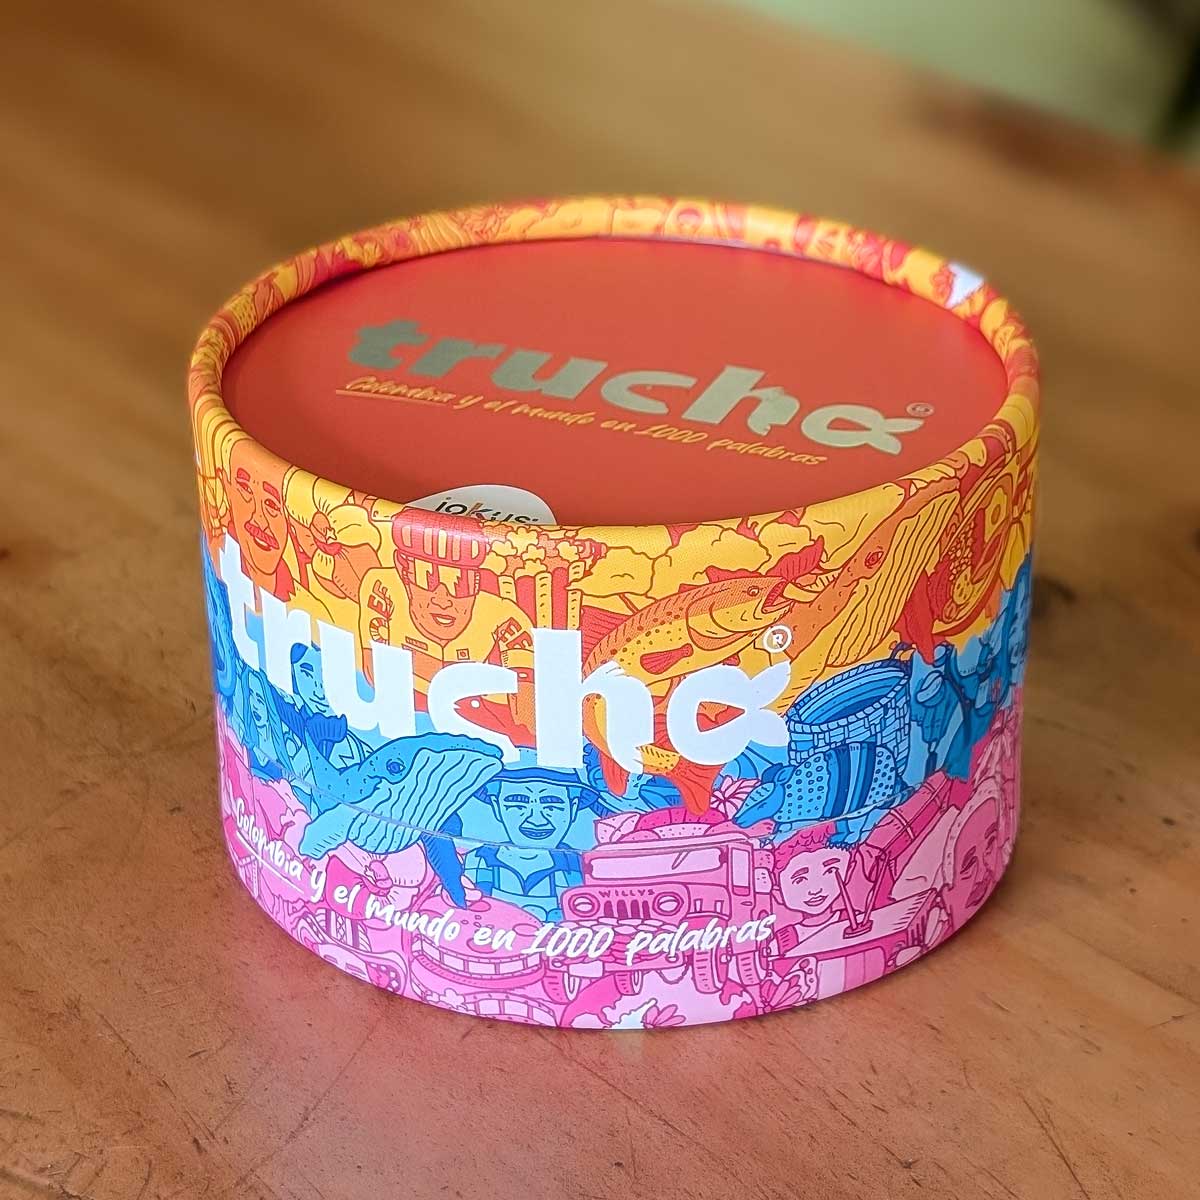 trucha®
Colombia y el mundo en 1000 palabras
trucha®
Colombia y el mundo en 1000 palabras
WILLYS